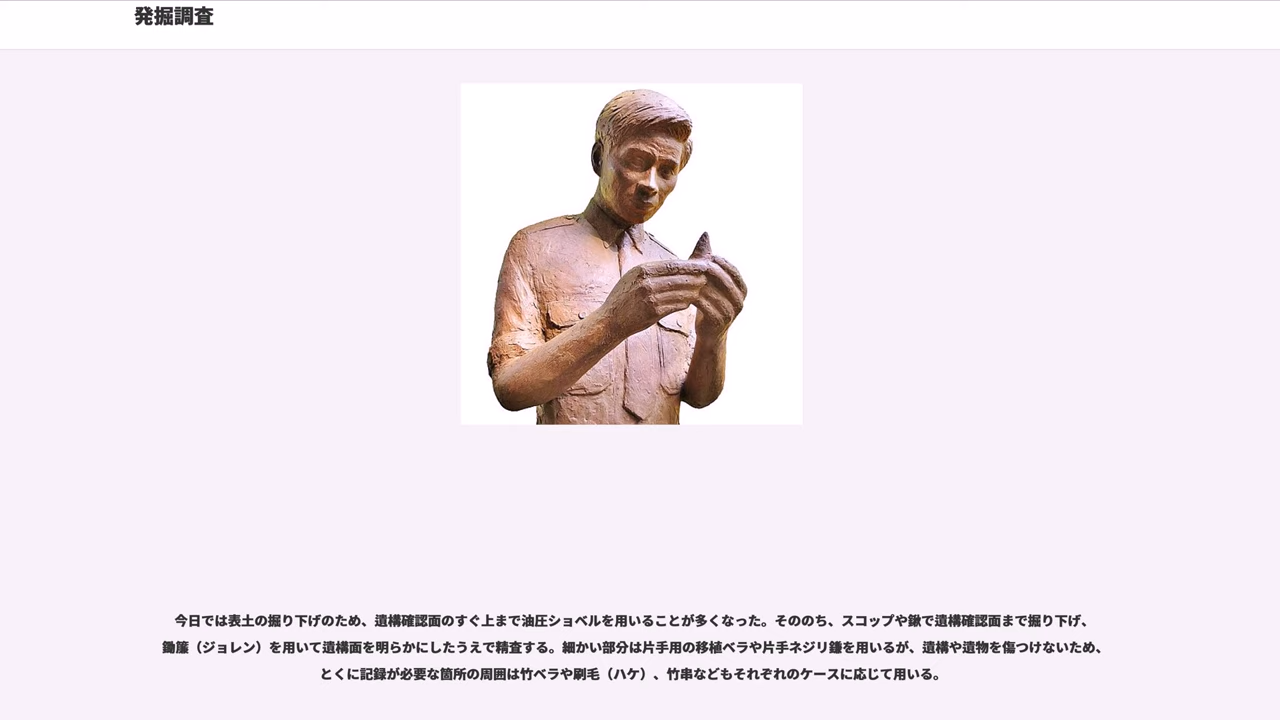 発掘調査
今日では表土の掘り下げのため、遺構確認面のすぐ上まで油圧ショベルを用いることが多くなった。そののち、スコップや鍬で遺構確認面まで掘り下げ、
鋤簾（ジョレン）を用いて遺構面を明らかにしたうえで精査する。細かい部分は片手用の移植ベラや片手ネジリ鎌を用いるが、遺構や遺物を傷つけないため、
とくに記録が必要な箇所の周囲は竹ベラや刷毛（ハケ）、竹串などもそれぞれのケースに応じて用いる。